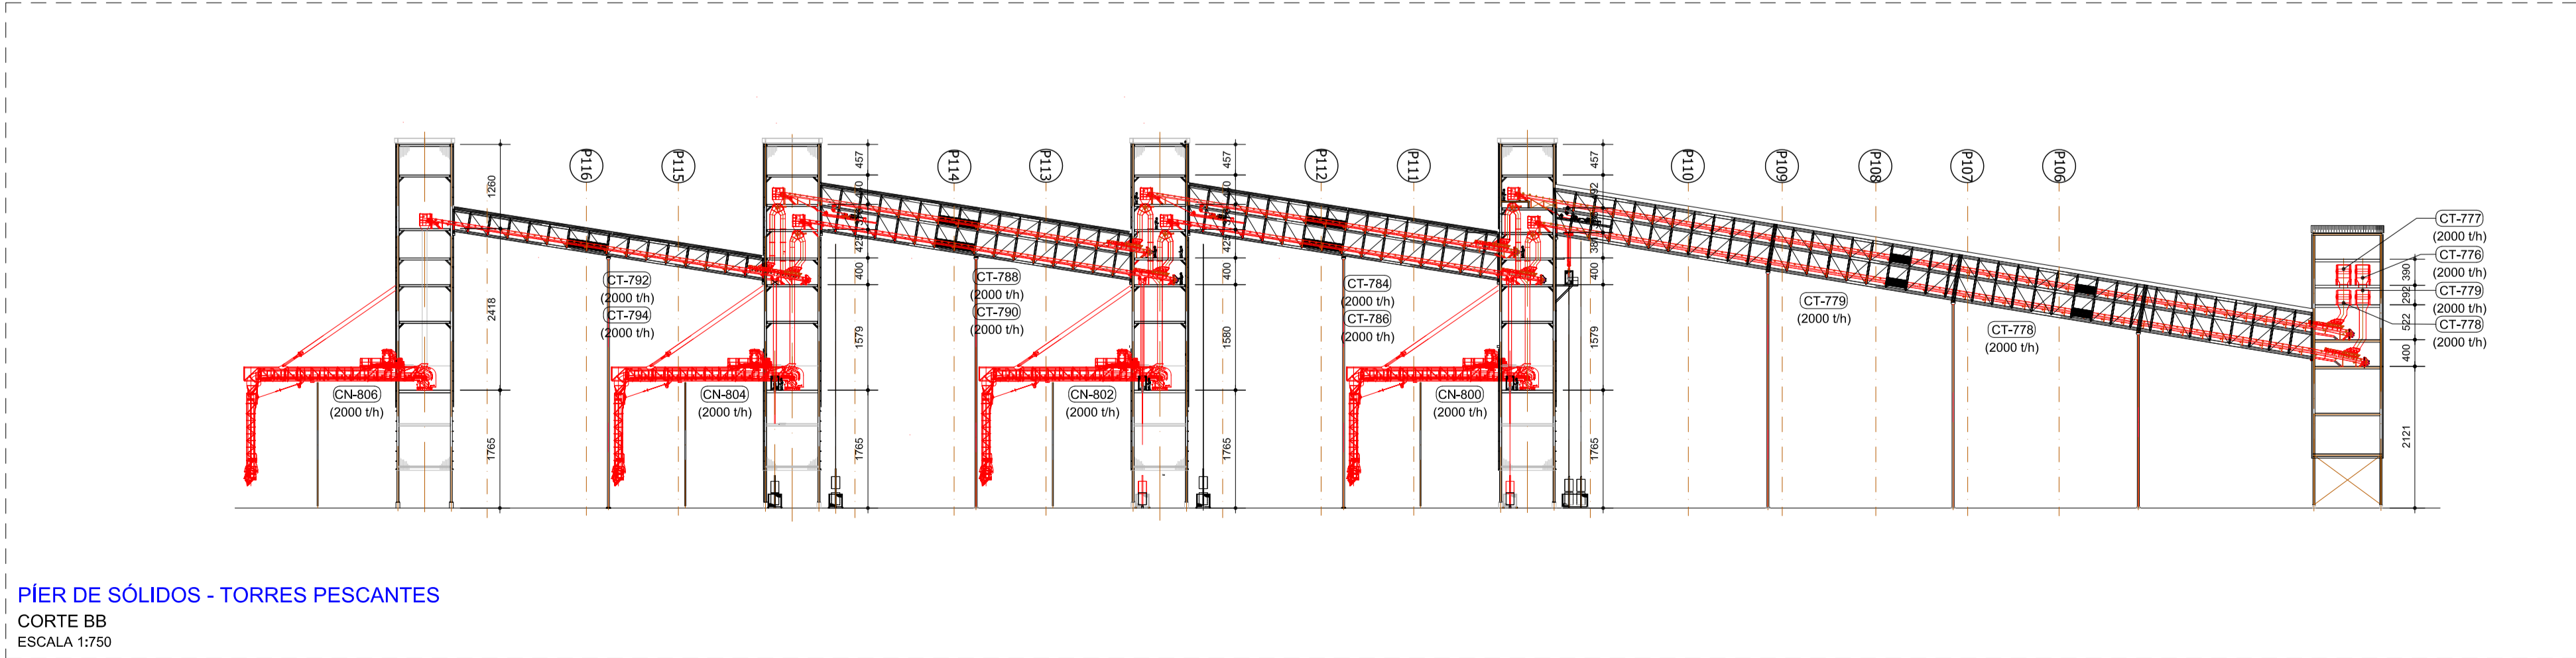 P116
P115
P114
P113
P112
P111
P110
P109
P108
P107
P106
1260
2418
1765
457
425
400
1579
1765
457
425
400
1580
1765
457
400
1579
1765
390
292
522
400
2121
CT-777
(2000 t/h)
CT-776
(2000 t/h)
CT-779
(2000 t/h)
CT-778
(2000 t/h)
CT-792
(2000 t/h)
CT-794
(2000 t/h)
CT-788
(2000 t/h)
CT-790
(2000 t/h)
CT-784
(2000 t/h)
CT-786
(2000 t/h)
CT-779
(2000 t/h)
CT-778
(2000 t/h)
CN-806
(2000 t/h)
CN-804
(2000 t/h)
CN-802
(2000 t/h)
CN-800
(2000 t/h)
PÍER DE SÓLIDOS - TORRES PESCANTES
CORTE BB
ESCALA 1:750